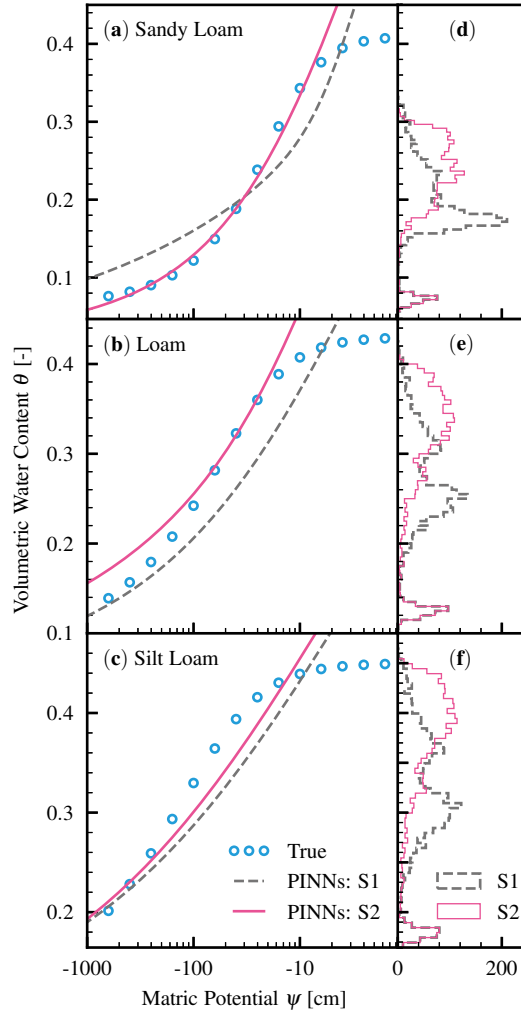 (a) Sandy Loam
(d)
0.4
0.3
0.2
0.1
(b) Loam
(e)
0.4
0.3
0.2
0.1
(c) Silt Loam
(f)
0.4
0.3
0.2
True
PINNs: S1
PINNs: S2
S1
S2
-1000
-100
-10
0
200
Matric Potential ψ [cm]
Volumetric Water Content θ [-]